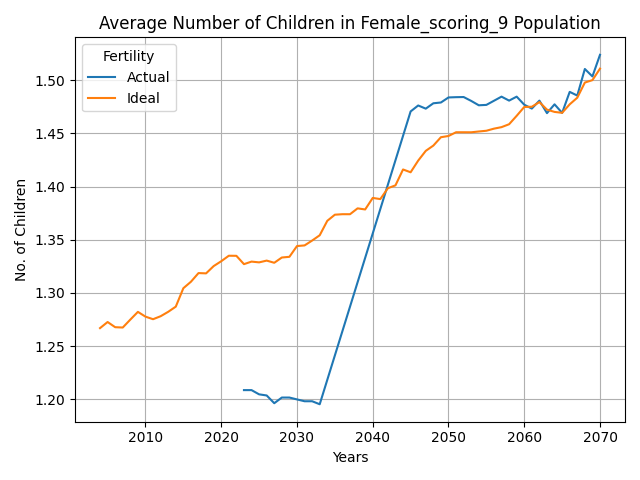 Average Number of Children in Female_scoring_9 Population
Fertility
Actual
Ideal
No. of Children
1.50
1.45
1.40
1.35
1.30
1.25
1.20
2010 2020 2030 2040 2050 2060 2070
Years